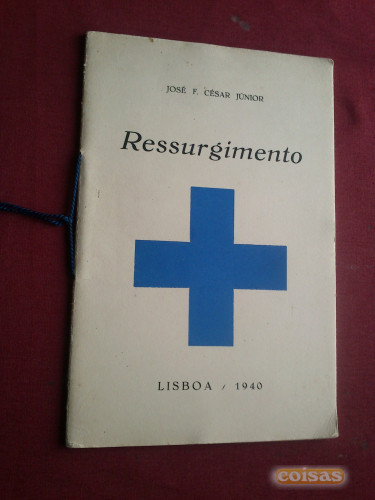 JOSÉ F. CÉSAR JÚNIOR
Ressurgimento
LISBOA / 1940
coisas